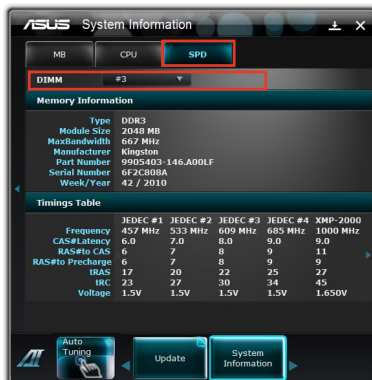 ASUS System Information
MB CPU SPD
DIMM #3
Memory Information
Type DDR3
Module Size 2048 MB
MaxBandwidth 667 MHz
Manufacturer Kingston
Part Number 9905403-146.A00LF
Serial Number 6F2C808A
Week/Year 42 / 2010
Timings Table
JEDEC #1 JEDEC #2 JEDEC #3 JEDEC #4 XMP-2000
Frequency 457 MHz 533 MHz 609 MHz 685 MHz 1000 MHz
CAS#Latency 6.0 7.0 8.0 9.0 9.0
RAS#to CAS 6 7 8 9 11
RAS#to Precharge 6 7 8 9 9
tRAS 17 20 22 25 27
tRC 23 27 30 34 45
Voltage 1.5V 1.5V 1.5V 1.5V 1.650V
Auto
Tuning
Update
System
Information